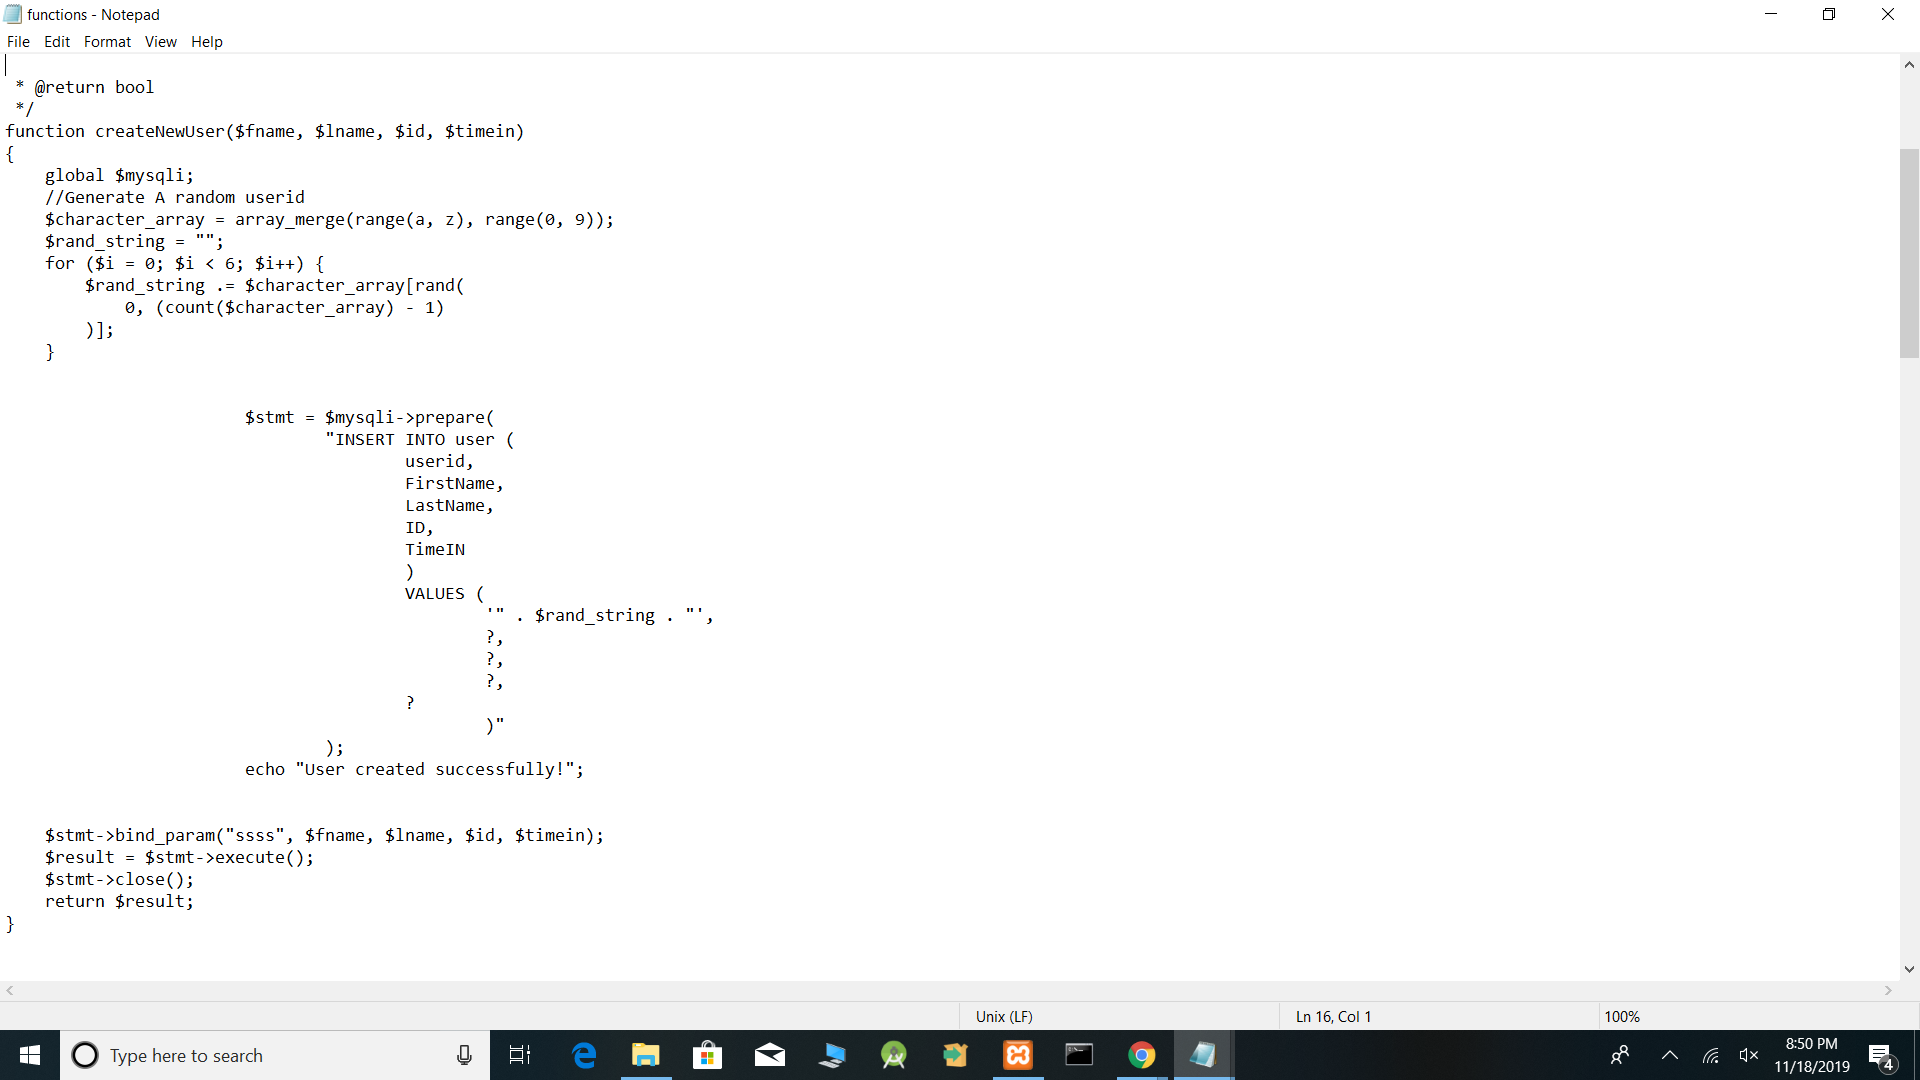 functions - Notepad
File Edit Format View Help
 * @return bool
 */
function createNewUser($fname, $lname, $id, $timein)
{
    global $mysqli;
    //Generate A random userid
    $character_array = array_merge(range(a, z), range(0, 9));
    $rand_string = "";
    for ($i = 0; $i < 6; $i++) {
        $rand_string .= $character_array[rand(
            0, (count($character_array) - 1)
        )];
    }
                        $stmt = $mysqli->prepare(
                                "INSERT INTO user (
                                        userid,
                                        FirstName,
                                        LastName,
                                        ID,
                                        TimeIN
                                        )
                                        VALUES (
                                                '" . $rand_string . "',
                                                ?,
                                                ?,
                                                ?,
                                        ?
                                                )"
                                );
                        echo "User created successfully!";
    $stmt->bind_param("ssss", $fname, $lname, $id, $timein);
    $result = $stmt->execute();
    $stmt->close();
    return $result;
}
Unix (LF) Ln 16, Col 1 100%
Type here to search
8:50 PM
11/18/2019
4